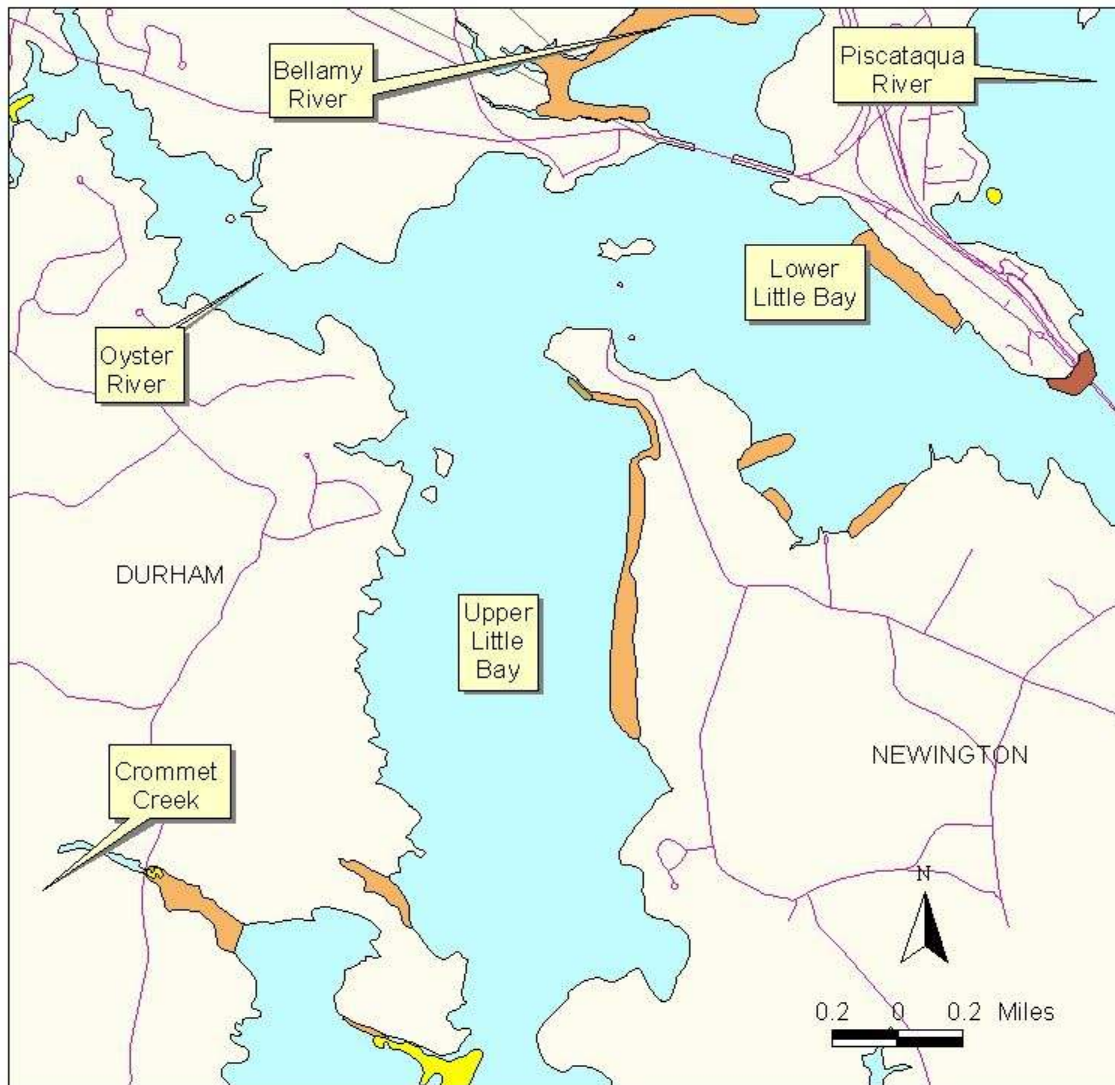 Bellamy
River
Piscataqua
River
Lower
Little Bay
Oyster
River
DURHAM
Upper
Little
Bay
NEWINGTON
Crommet
Creek
N
0.2 0 0.2 Miles